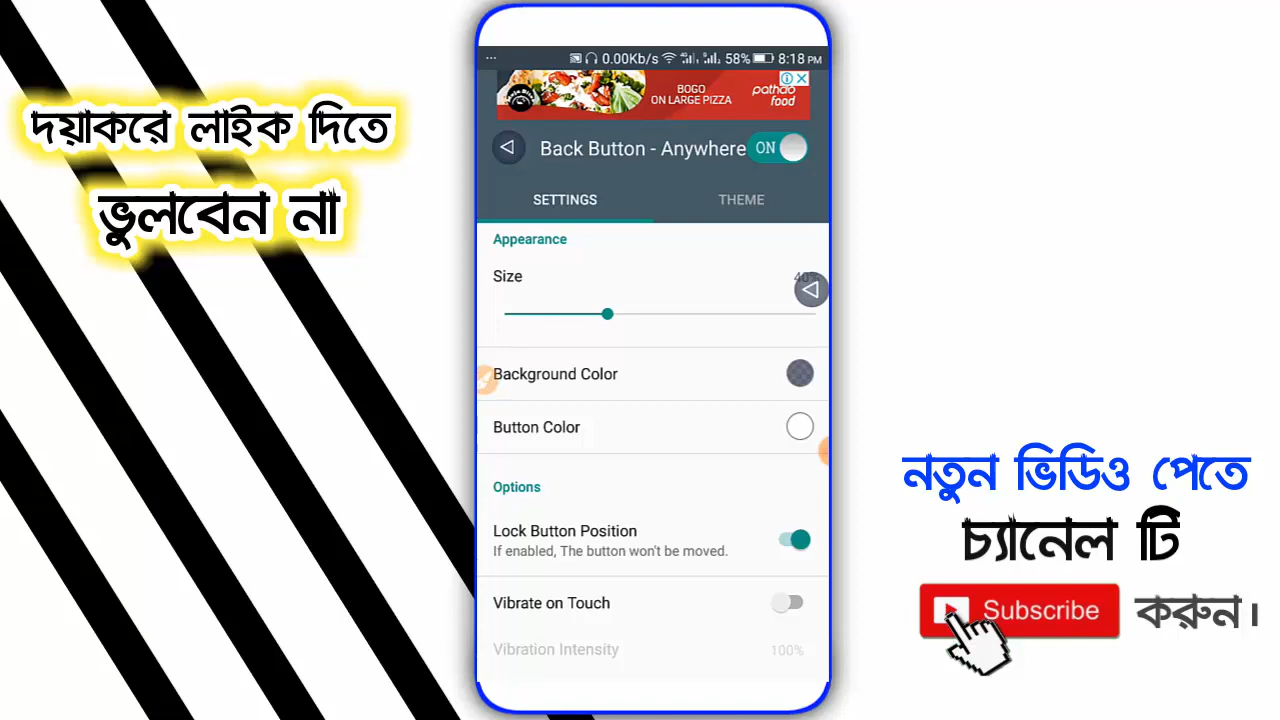 দয়াকরে লাইক দিতে
ভুলবেন না
... 0.00Kb/s 58% 8:18 PM
BOGO
ON LARGE PIZZA
pathao
food
Back Button - Anywhere ON
SETTINGS THEME
Appearance
Size 40%
Background Color
Button Color
Options
Lock Button Position
If enabled, The button won't be moved.
Vibrate on Touch
Vibration Intensity 100%
নতুন ভিডিও পেতে
চ্যানেল টি
Subscribe করুন।